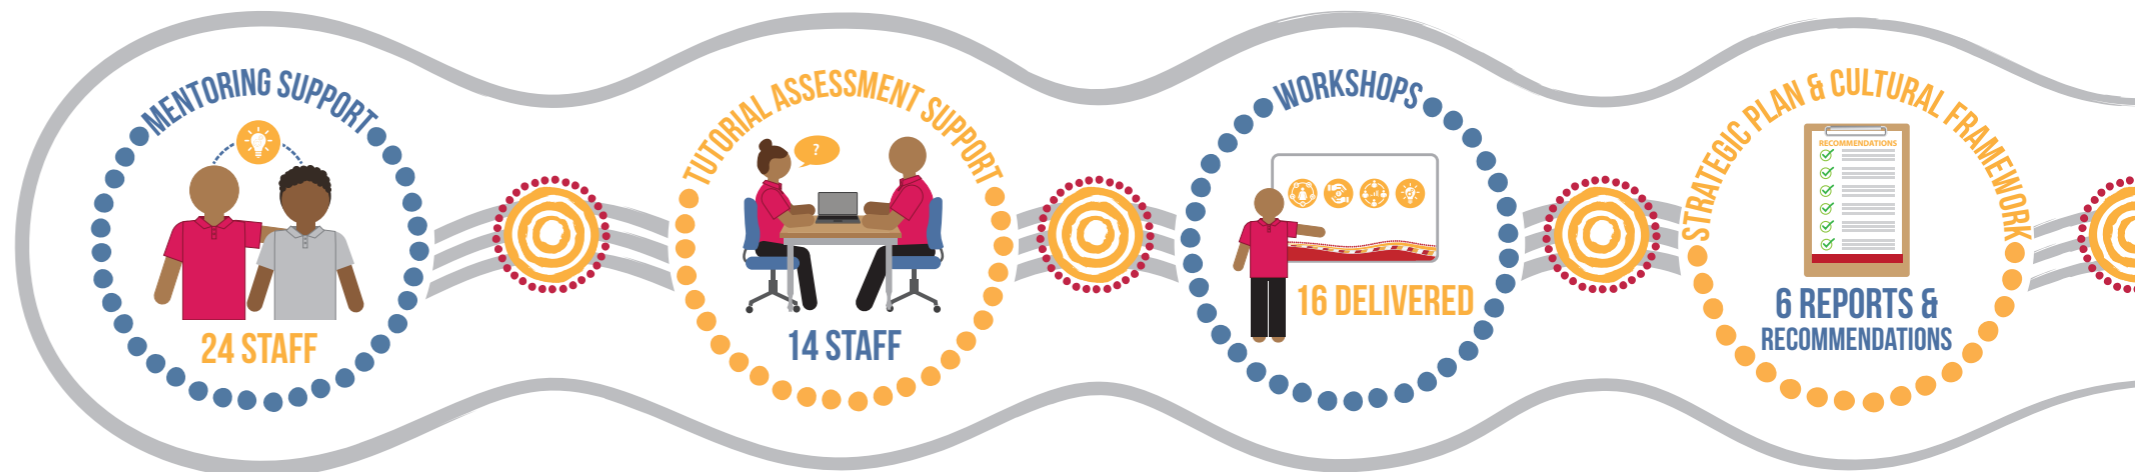 MENTORING SUPPORT
24 STAFF
TUTORIAL ASSESSMENT SUPPORT
?
14 STAFF
WORKSHOPS
16 DELIVERED
STRATEGIC PLAN & CULTURAL FRAMEWORK
RECOMMENDATIONS
6 REPORTS &
RECOMMENDATIONS